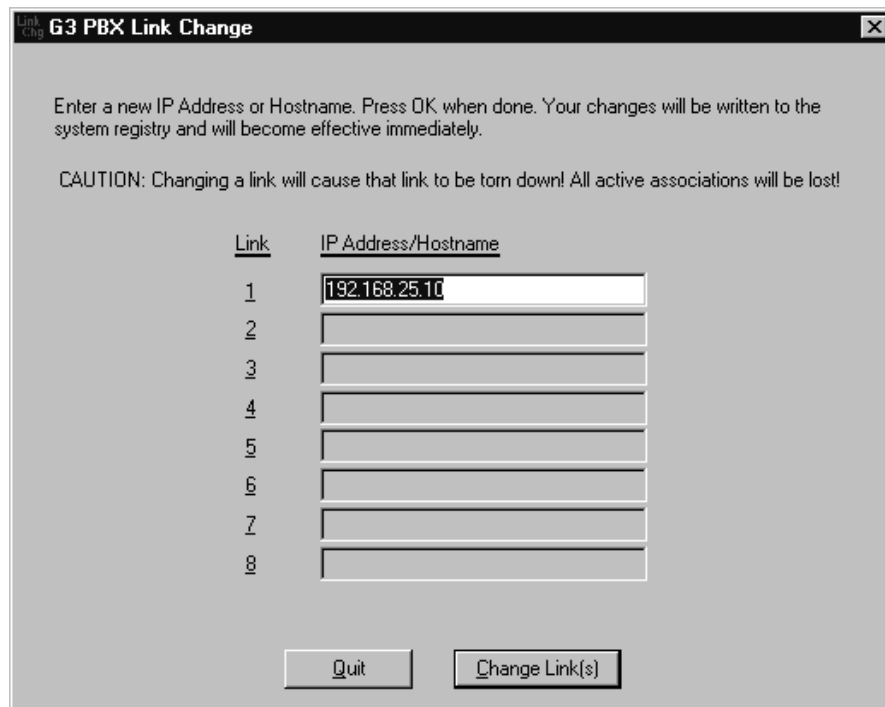 Link Chg G3 PBX Link Change
Enter a new IP Address or Hostname. Press OK when done. Your changes will be written to the
system registry and will become effective immediately.
CAUTION: Changing a link will cause that link to be torn down! All active associations will be lost!
Link IP Address/Hostname
1 192.168.25.10
2
3
4
5
6
7
8
Quit Change Link(s)